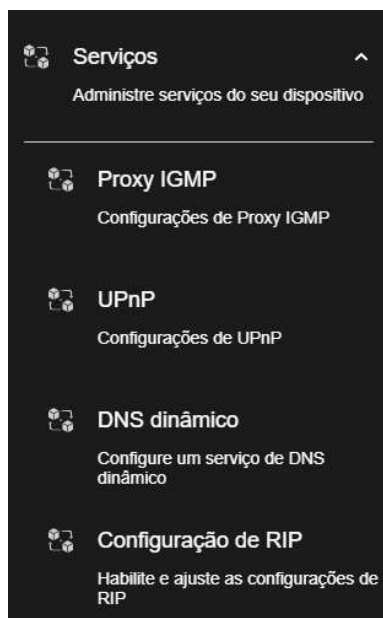 Serviços
Administre serviços do seu dispositivo
Proxy IGMP
Configurações de Proxy IGMP
UPnP
Configurações de UPnP
DNS dinâmico
Configure um serviço de DNS
dinâmico
Configuração de RIP
Habilite e ajuste as configurações de
RIP